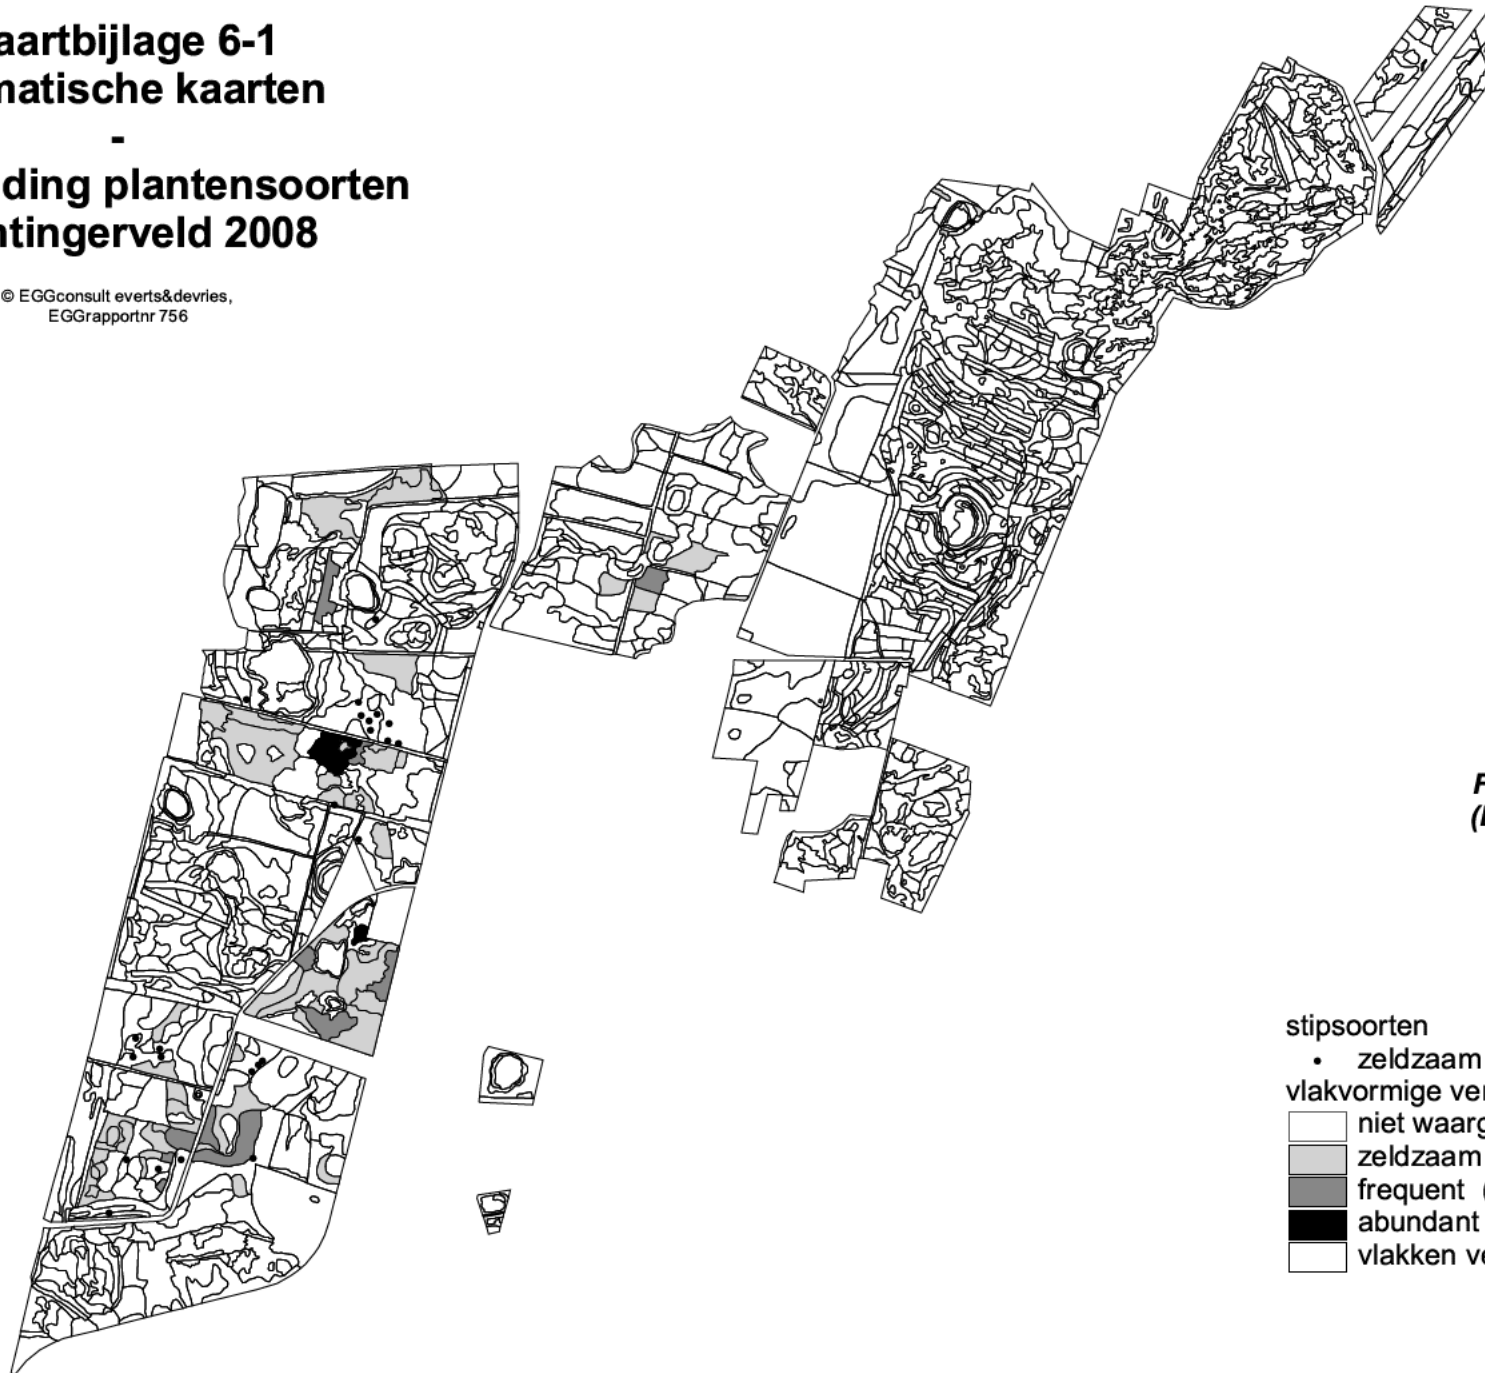 aartbijlage 6-1
matische kaarten
-
ding plantensoorten
ntingerveld 2008
© EGGconsult everts&devries,
EGGrapportnr 756
stipsoorten
zeldzaam
vlakvormige ver
niet waarg
zeldzaam
frequent (
abundant
vlakken ve